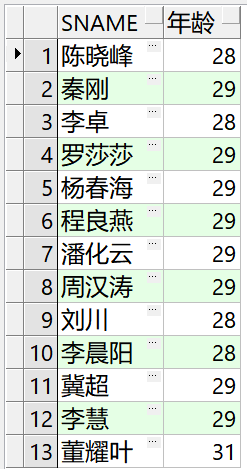 SNAME 年龄
1 陈晓峰 ... 28
2 秦刚 ... 29
3 李卓 ... 28
4 罗莎莎 ... 29
5 杨春海 ... 29
6 程良燕 ... 29
7 潘化云 ... 29
8 周汉涛 ... 29
9 刘川 ... 28
10 李晨阳 ... 28
11 冀超 ... 29
12 李慧 ... 29
13 董耀叶 ... 31